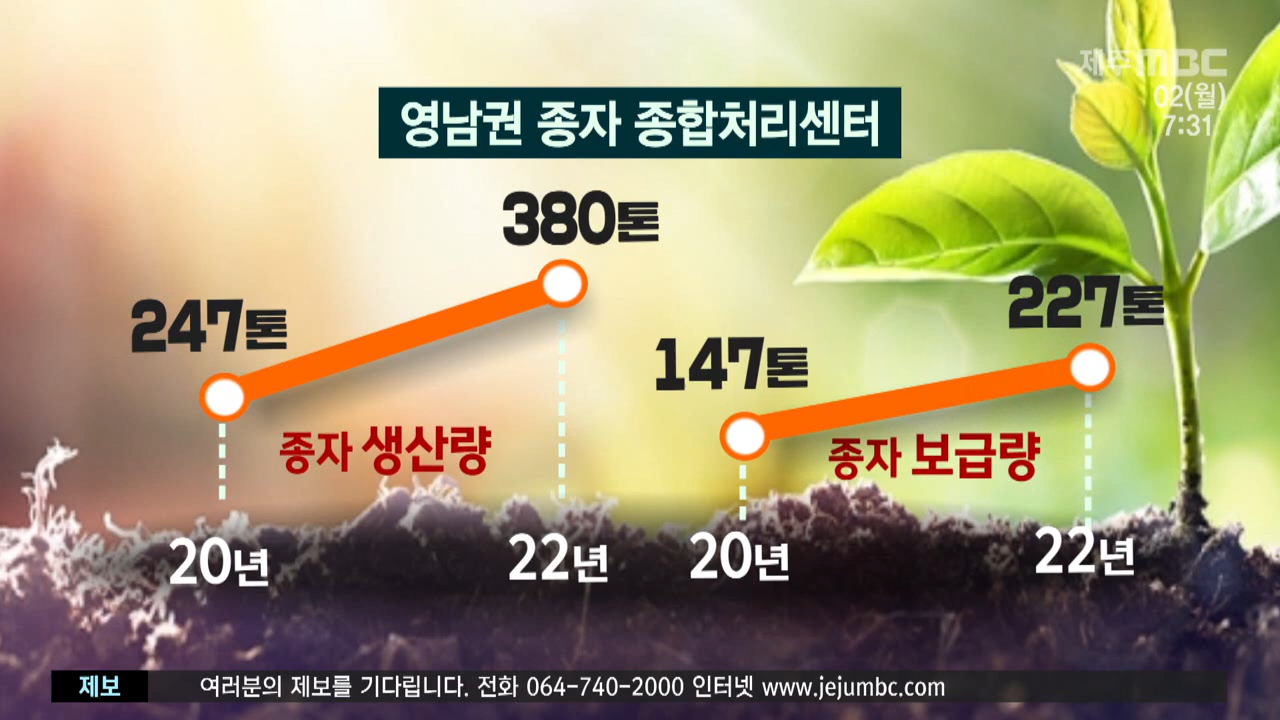 제주MBC
02(월)
7:31
영남권 종자 종합처리센터
247톤
380톤
종자 생산량
20년
22년
147톤
227톤
종자 보급량
20년
22년
제보 여러분의 제보를 기다립니다. 전화 064-740-2000 인터넷 www.jejumbc.com